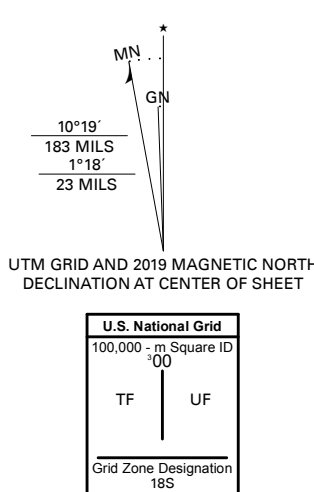 ★
MN
GN
10°19´
183 MILS
1°18´
23 MILS
UTM GRID AND 2019 MAGNETIC NORTH
DECLINATION AT CENTER OF SHEET
U.S. National Grid
100,000 - m Square ID
³00
TF UF
Grid Zone Designation
18S